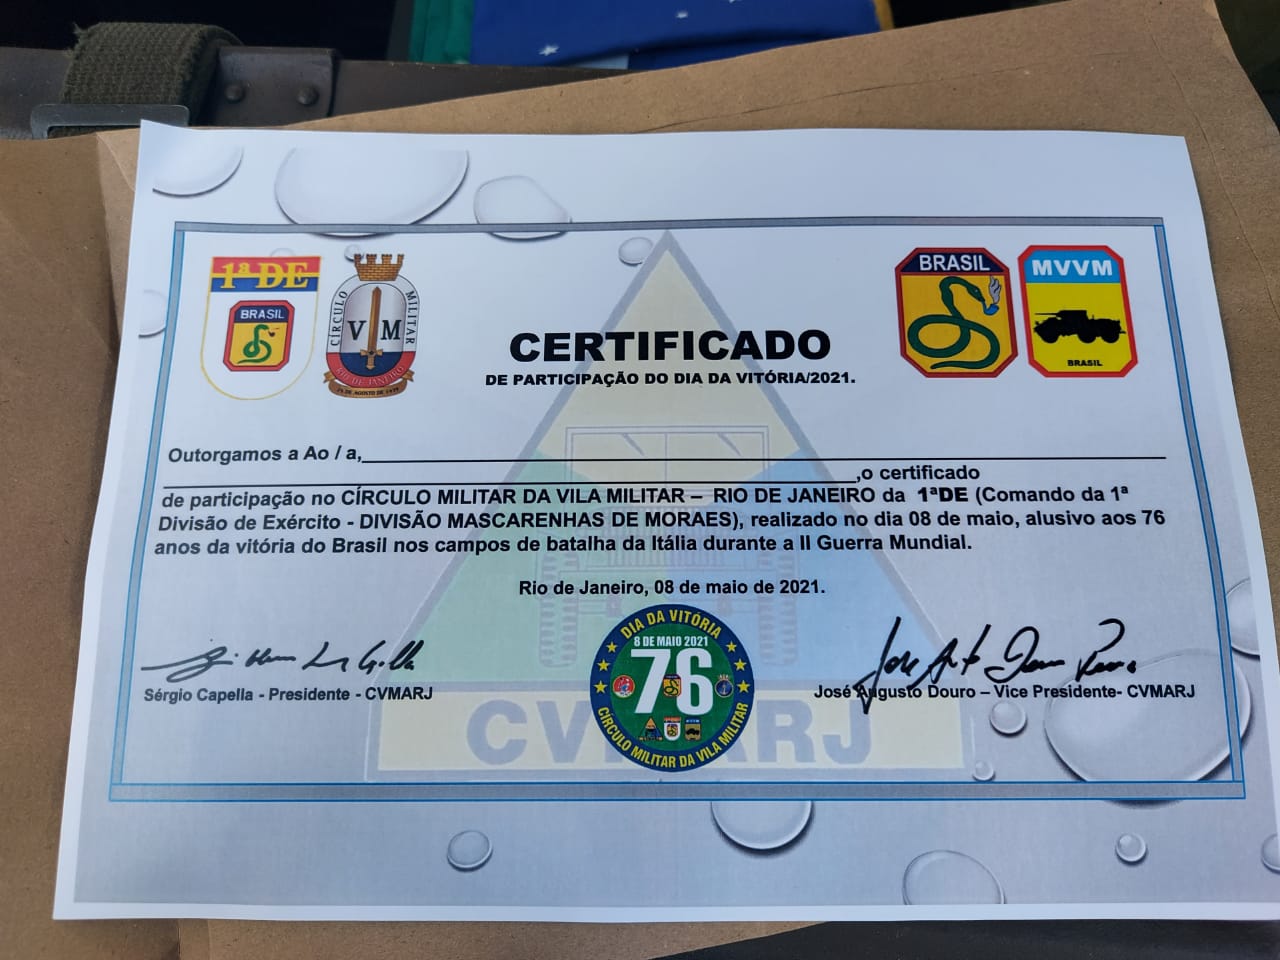 1ª DE
BRASIL
CÍRCULO MILITAR
V M
RIO DE JANEIRO
BRASIL
MVVM
BRASIL
CERTIFICADO
DE PARTICIPAÇÃO DO DIA DA VITÓRIA/2021.
Outorgamos a Ao / a,
,o certificado
de participação no CÍRCULO MILITAR DA VILA MILITAR – RIO DE JANEIRO da 1ªDE (Comando da 1ª
Divisão de Exército - DIVISÃO MASCARENHAS DE MORAES), realizado no dia 08 de maio, alusivo aos 76
anos da vitória do Brasil nos campos de batalha da Itália durante a II Guerra Mundial.
Rio de Janeiro, 08 de maio de 2021.
DIA DA VITÓRIA
8 DE MAIO 2021
76
CÍRCULO MILITAR DA VILA MILITAR
Sérgio Capella - Presidente - CVMARJ
José Augusto Douro – Vice Presidente- CVMARJ
CVMARJ